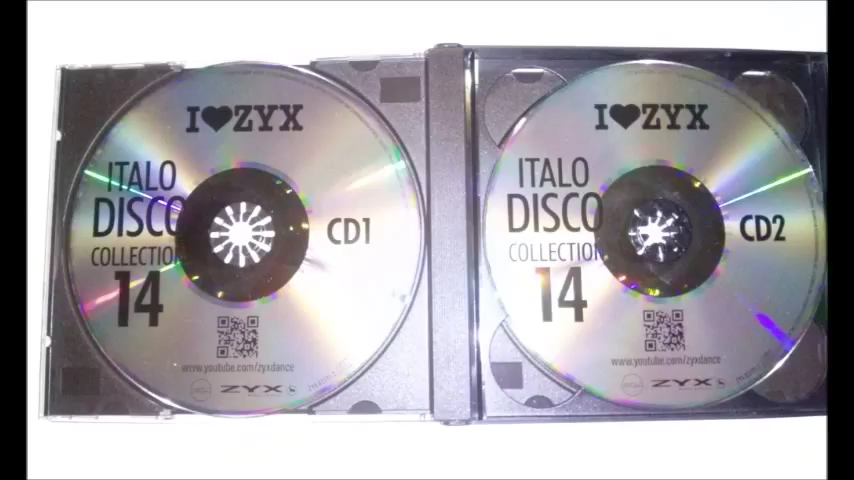 I♥ZYX
ITALO
DISCO
COLLECTION
14
CD1
www.youtube.com/zyxdance
ZYX
I♥ZYX
ITALO
DISCO
COLLECTION
14
CD2
www.youtube.com/zyxdance
ZYX